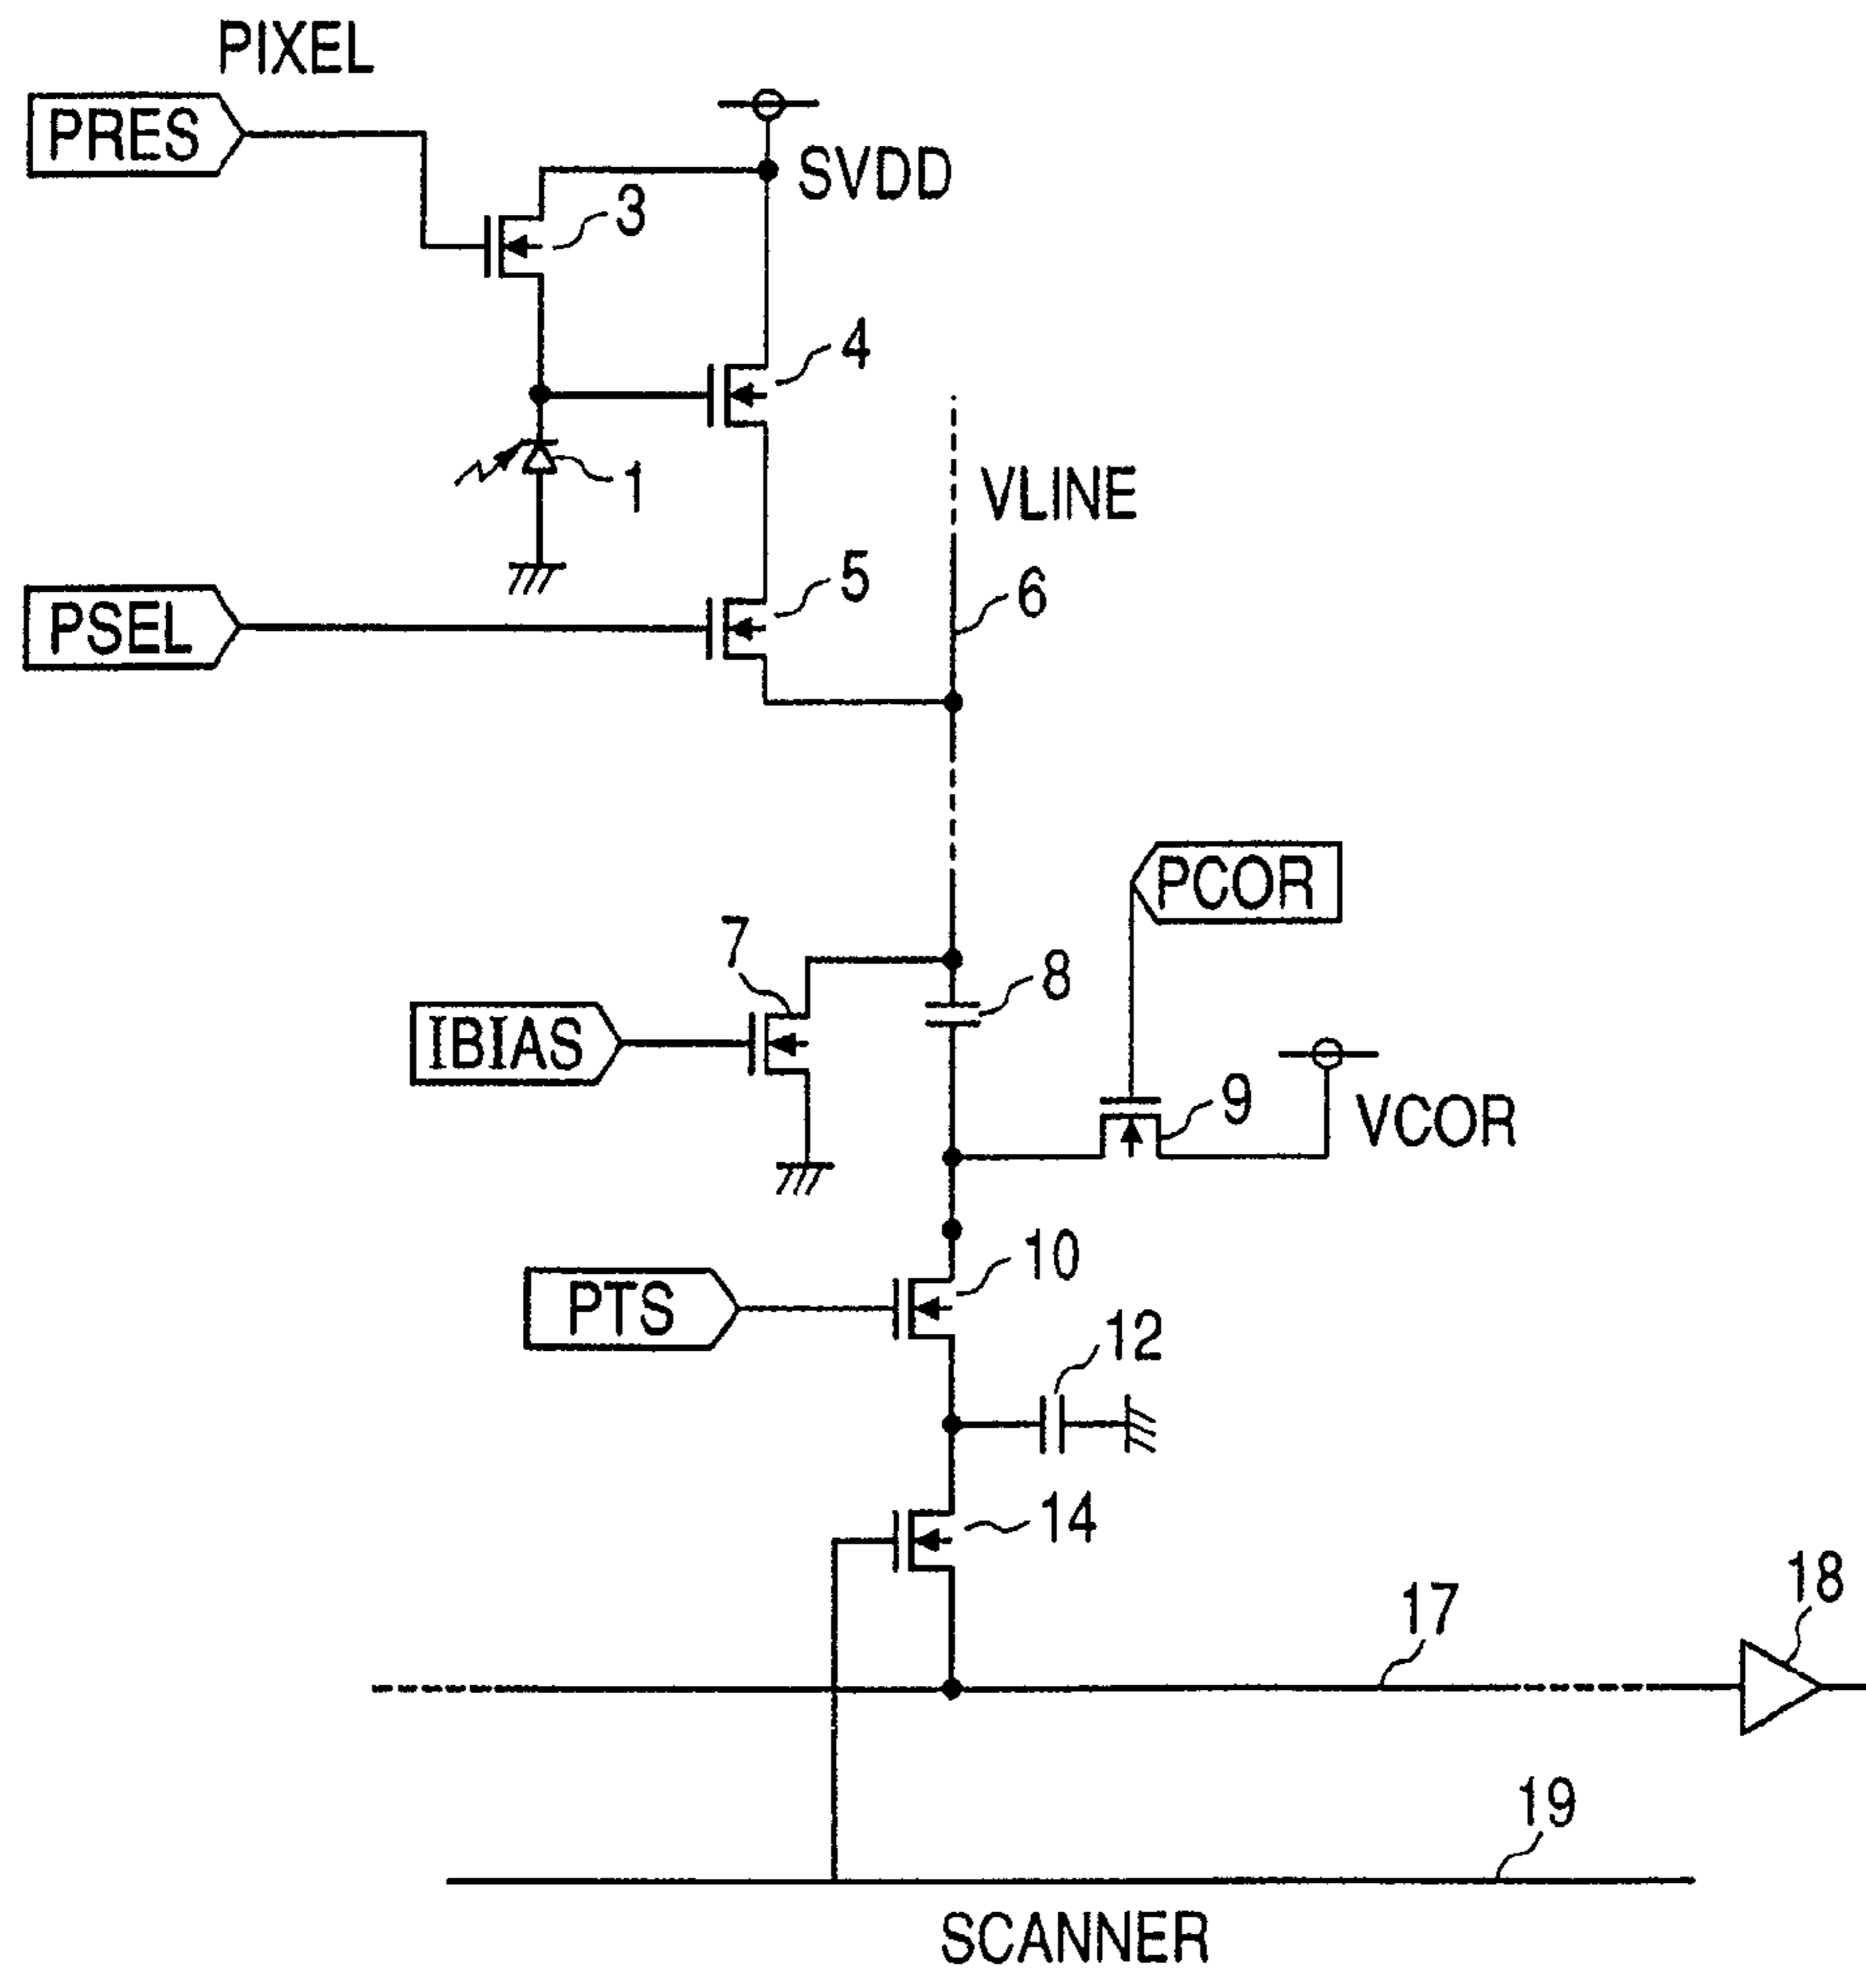 PIXEL
PRES
SVDD
3
4
1
VLINE
PSEL
5
6
PCOR
7
8
IBIAS
9
VCOR
10
PTS
12
14
17
18
19
SCANNER